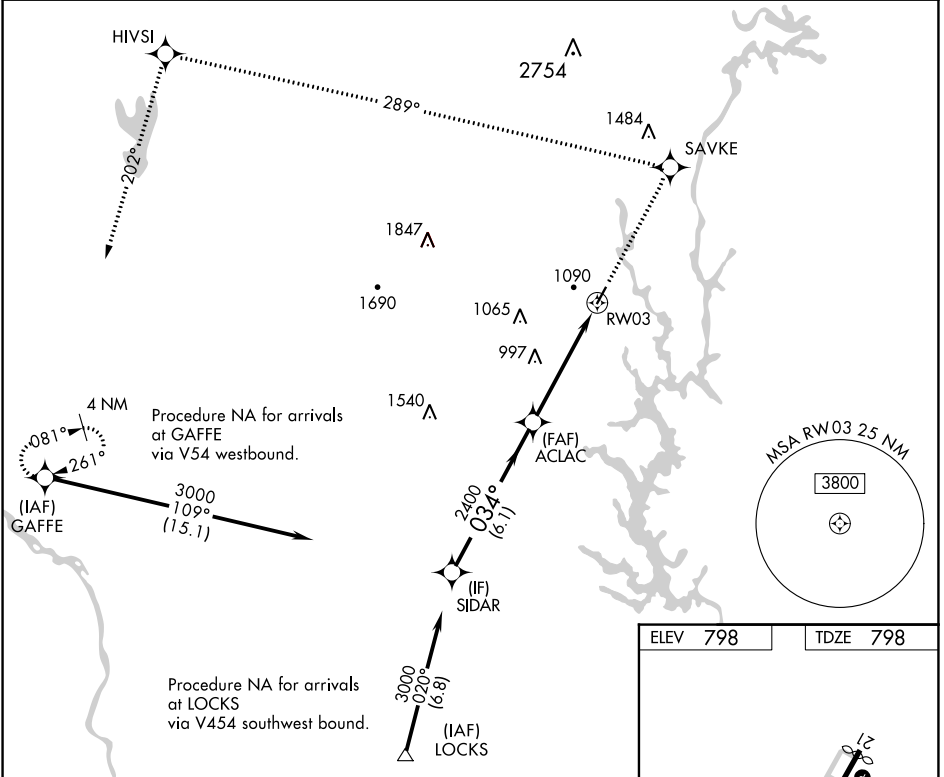 HIVSI
2754
289°
1484
SAVKE
202°
1847
1690
1090
1065
RW03
997
1540
4 NM
081°
261°
Procedure NA for arrivals
at GAFFE
via V54 westbound.
(IAF)
GAFFE
3000
109°
(15.1)
(FAF)
ACLAC
2400
034°
(6.1)
MSA RW03 25 NM
3800
(IF)
SIDAR
3000
020°
(6.8)
Procedure NA for arrivals
at LOCKS
via V454 southwest bound.
(IAF)
LOCKS
ELEV 798
TDZE 798
21